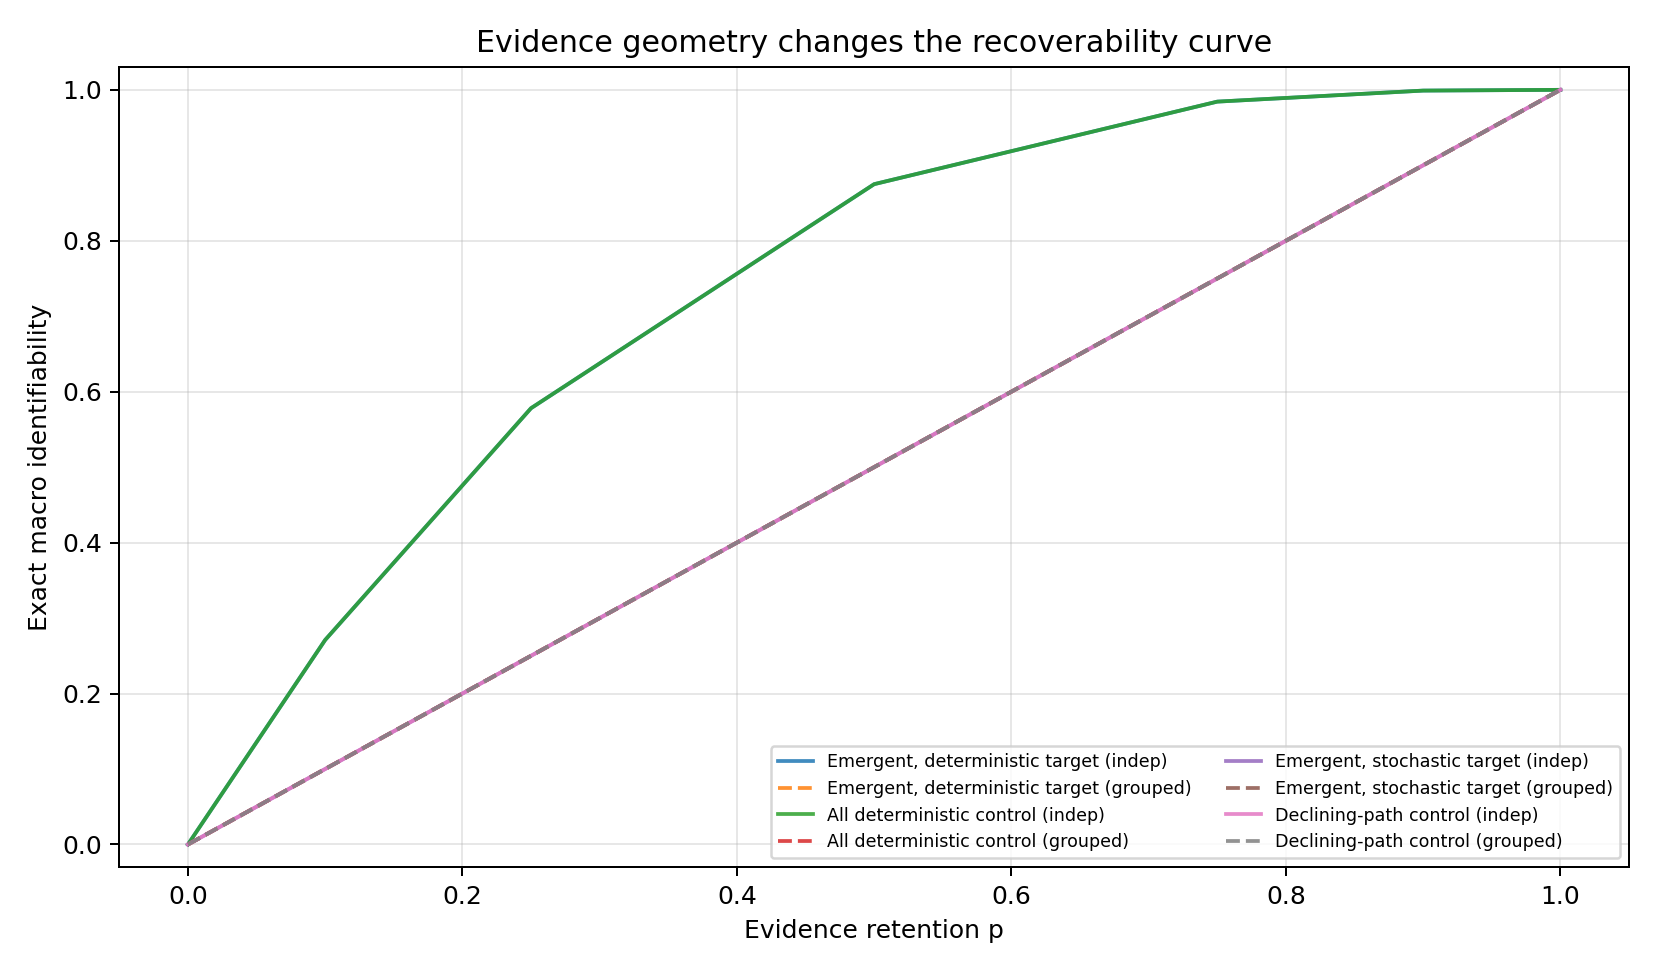 Evidence geometry changes the recoverability curve
Exact macro identifiability
1.0
0.8
0.6
0.4
0.2
0.0
Emergent, deterministic target (indep)
Emergent, deterministic target (grouped)
All deterministic control (indep)
All deterministic control (grouped)
Emergent, stochastic target (indep)
Emergent, stochastic target (grouped)
Declining-path control (indep)
Declining-path control (grouped)
0.0 0.2 0.4 0.6 0.8 1.0
Evidence retention p